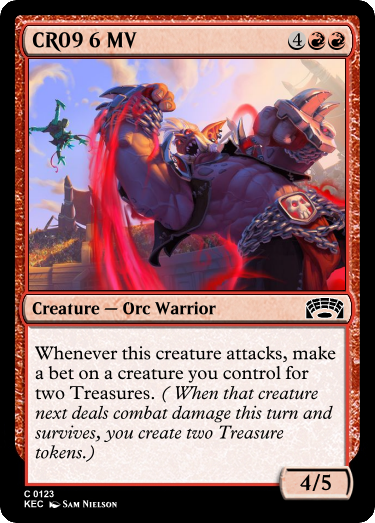 CR09 6 MV
4
Creature — Orc Warrior
Whenever this creature attacks, make
a bet on a creature you control for
two Treasures. ( When that creature
next deals combat damage this turn and
survives, you create two Treasure
tokens.)
4/5
C 0123
KEC Sam Nielson